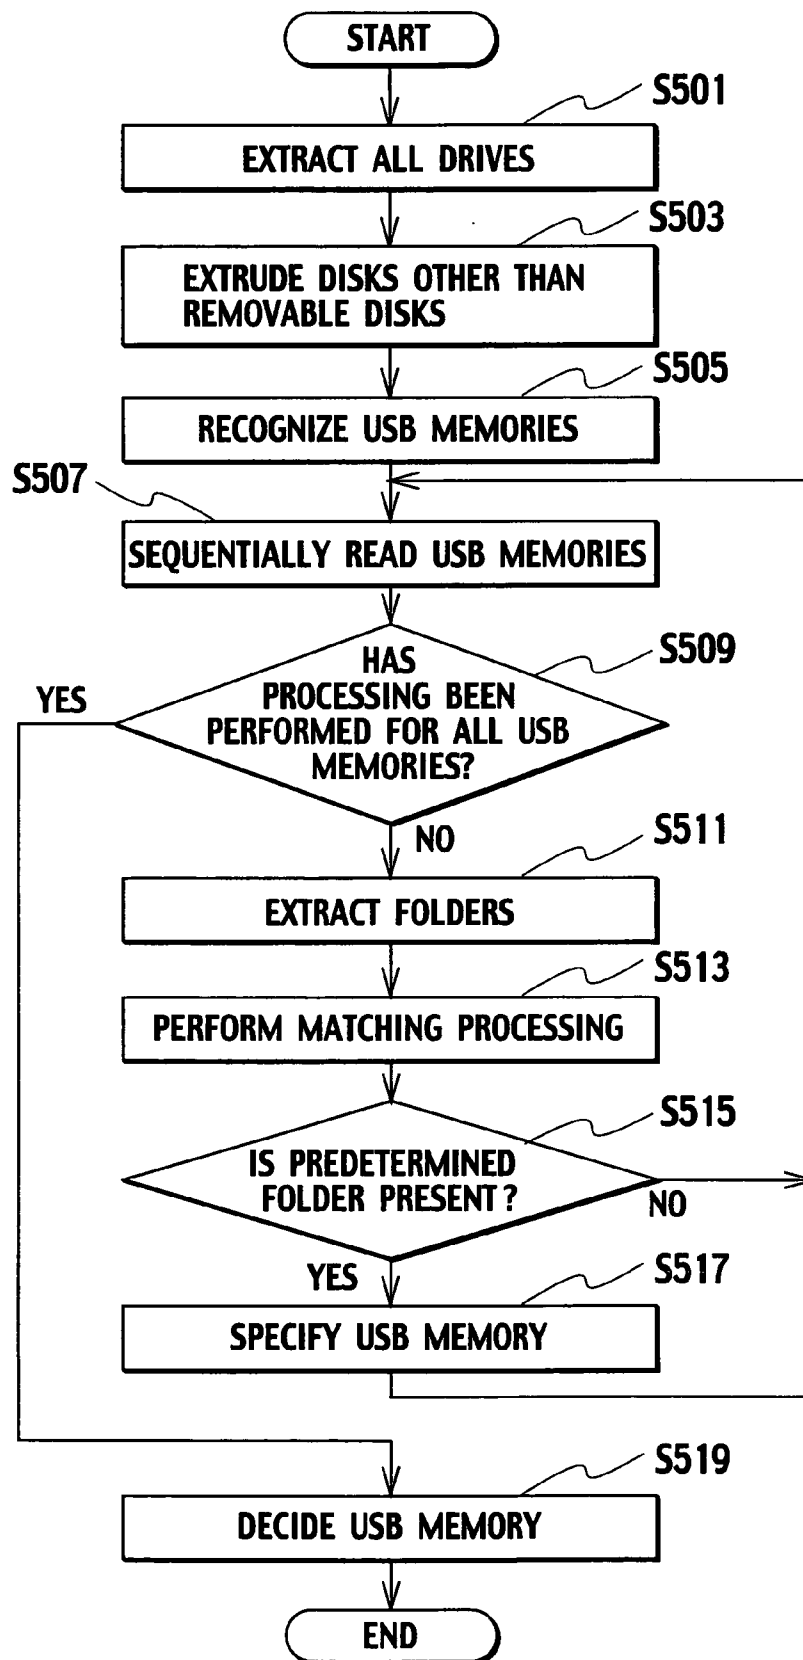 START
S501
EXTRACT ALL DRIVES
S503
EXTRUDE DISKS OTHER THAN
REMOVABLE DISKS
S505
RECOGNIZE USB MEMORIES
S507
SEQUENTIALLY READ USB MEMORIES
S509
HAS
PROCESSING BEEN
PERFORMED FOR ALL USB
MEMORIES?
YES
NO
S511
EXTRACT FOLDERS
S513
PERFORM MATCHING PROCESSING
S515
IS PREDETERMINED
FOLDER PRESENT?
NO
YES
S517
SPECIFY USB MEMORY
S519
DECIDE USB MEMORY
END